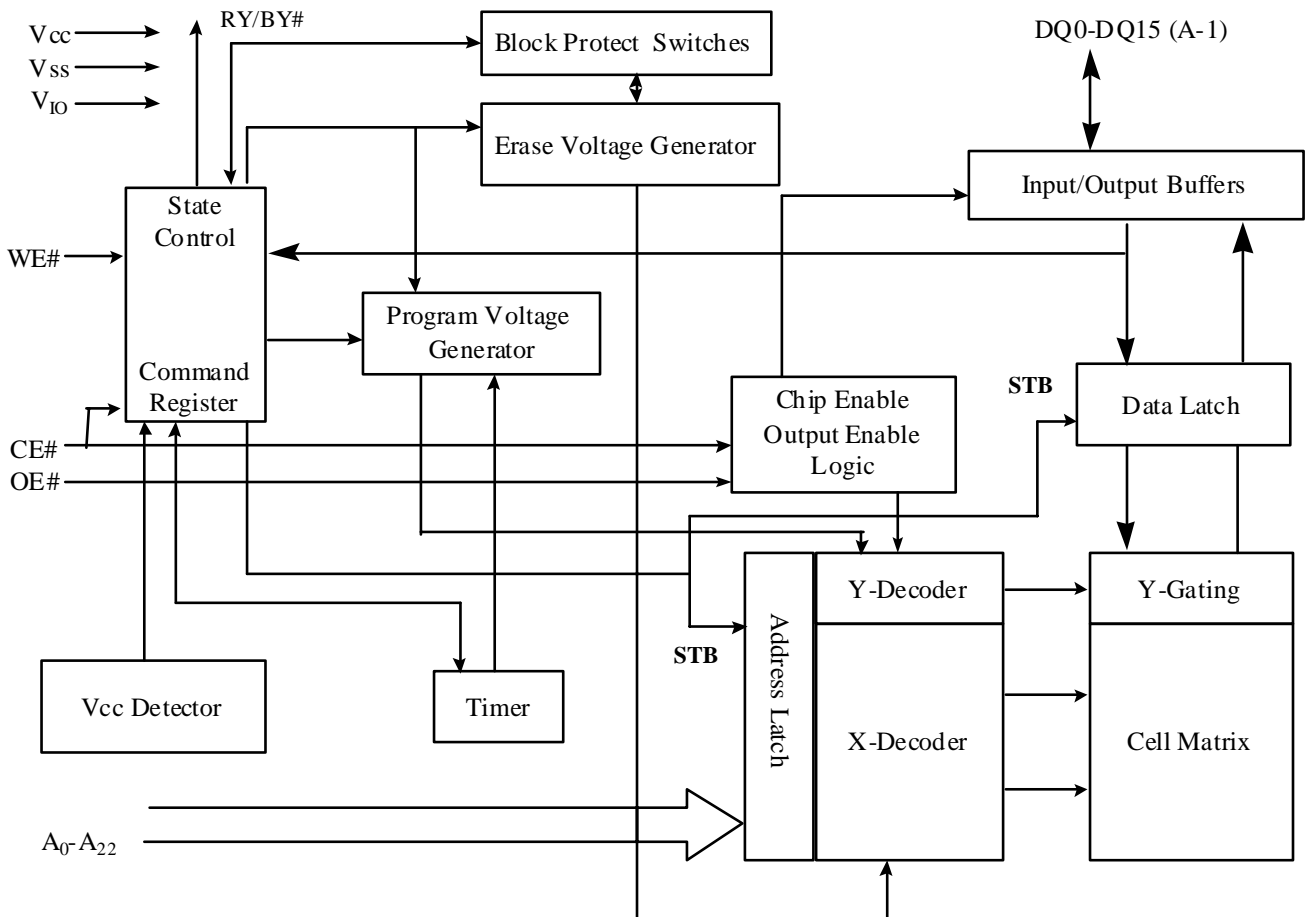 Vcc
Vss
VIO
RY/BY#
Block Protect Switches
DQ0-DQ15 (A-1)
Erase Voltage Generator
Input/Output Buffers
State
Control
WE#
Program Voltage
Generator
Command
Register
STB
Chip Enable
Output Enable
Logic
Data Latch
CE#
OE#
Address Latch
Y-Decoder
Y-Gating
STB
Vcc Detector
Timer
X-Decoder
Cell Matrix
A0-A22